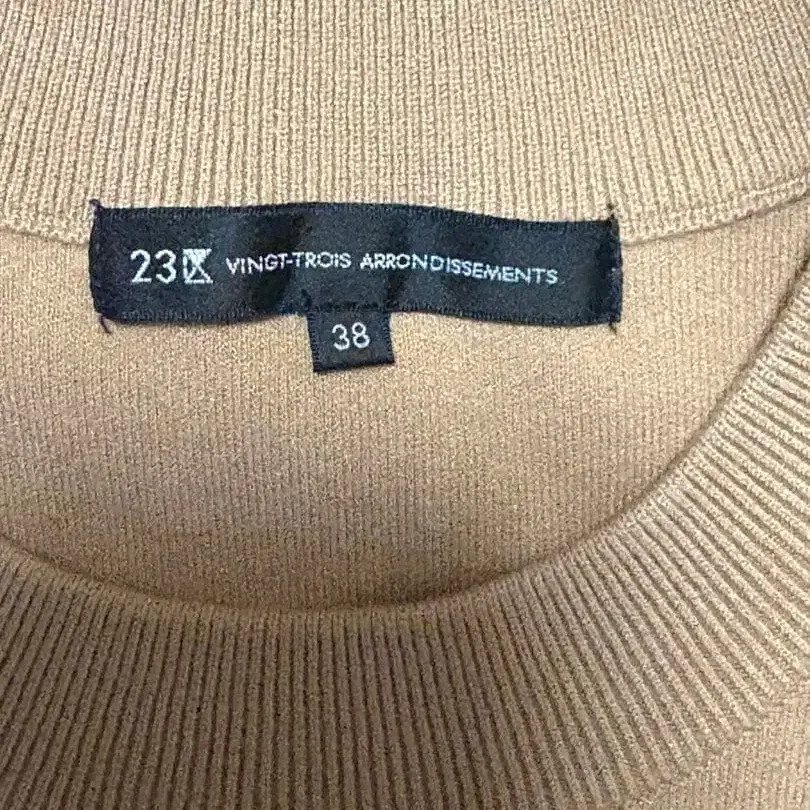 23区 VINGT-TROIS ARRONDISSEMENTS
38